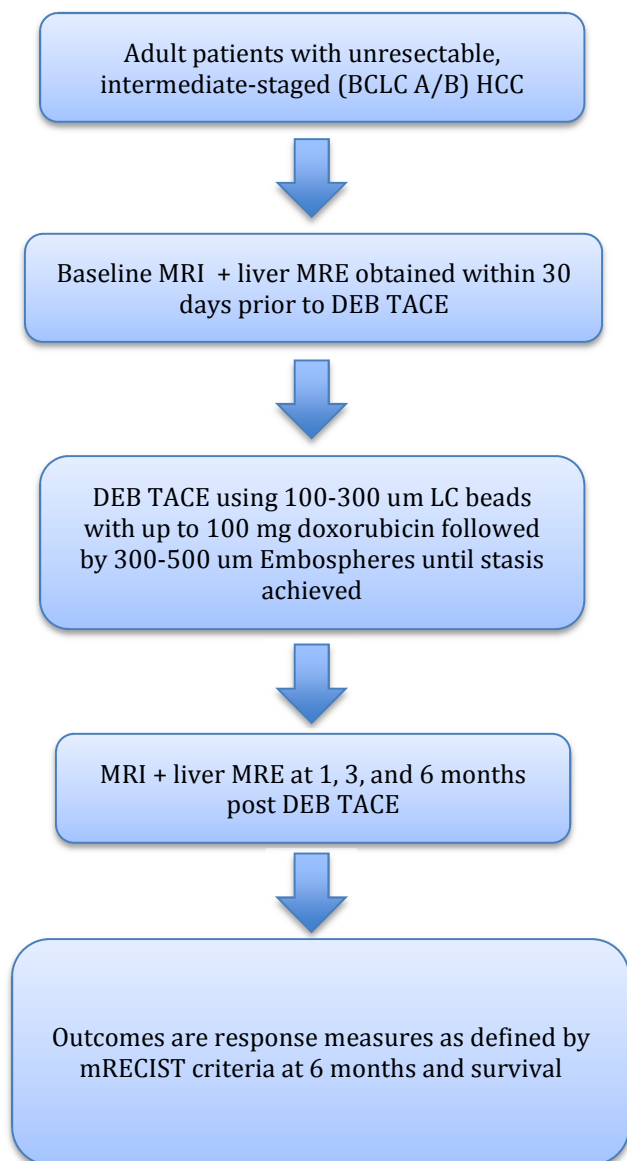 Adult patients with unresectable,
intermediate-staged (BCLC A/B) HCC
Baseline MRI + liver MRE obtained within 30
days prior to DEB TACE
DEB TACE using 100-300 um LC beads
with up to 100 mg doxorubicin followed
by 300-500 um Embospheres until stasis
achieved
MRI + liver MRE at 1, 3, and 6 months
post DEB TACE
Outcomes are response measures as defined by
mRECIST criteria at 6 months and survival